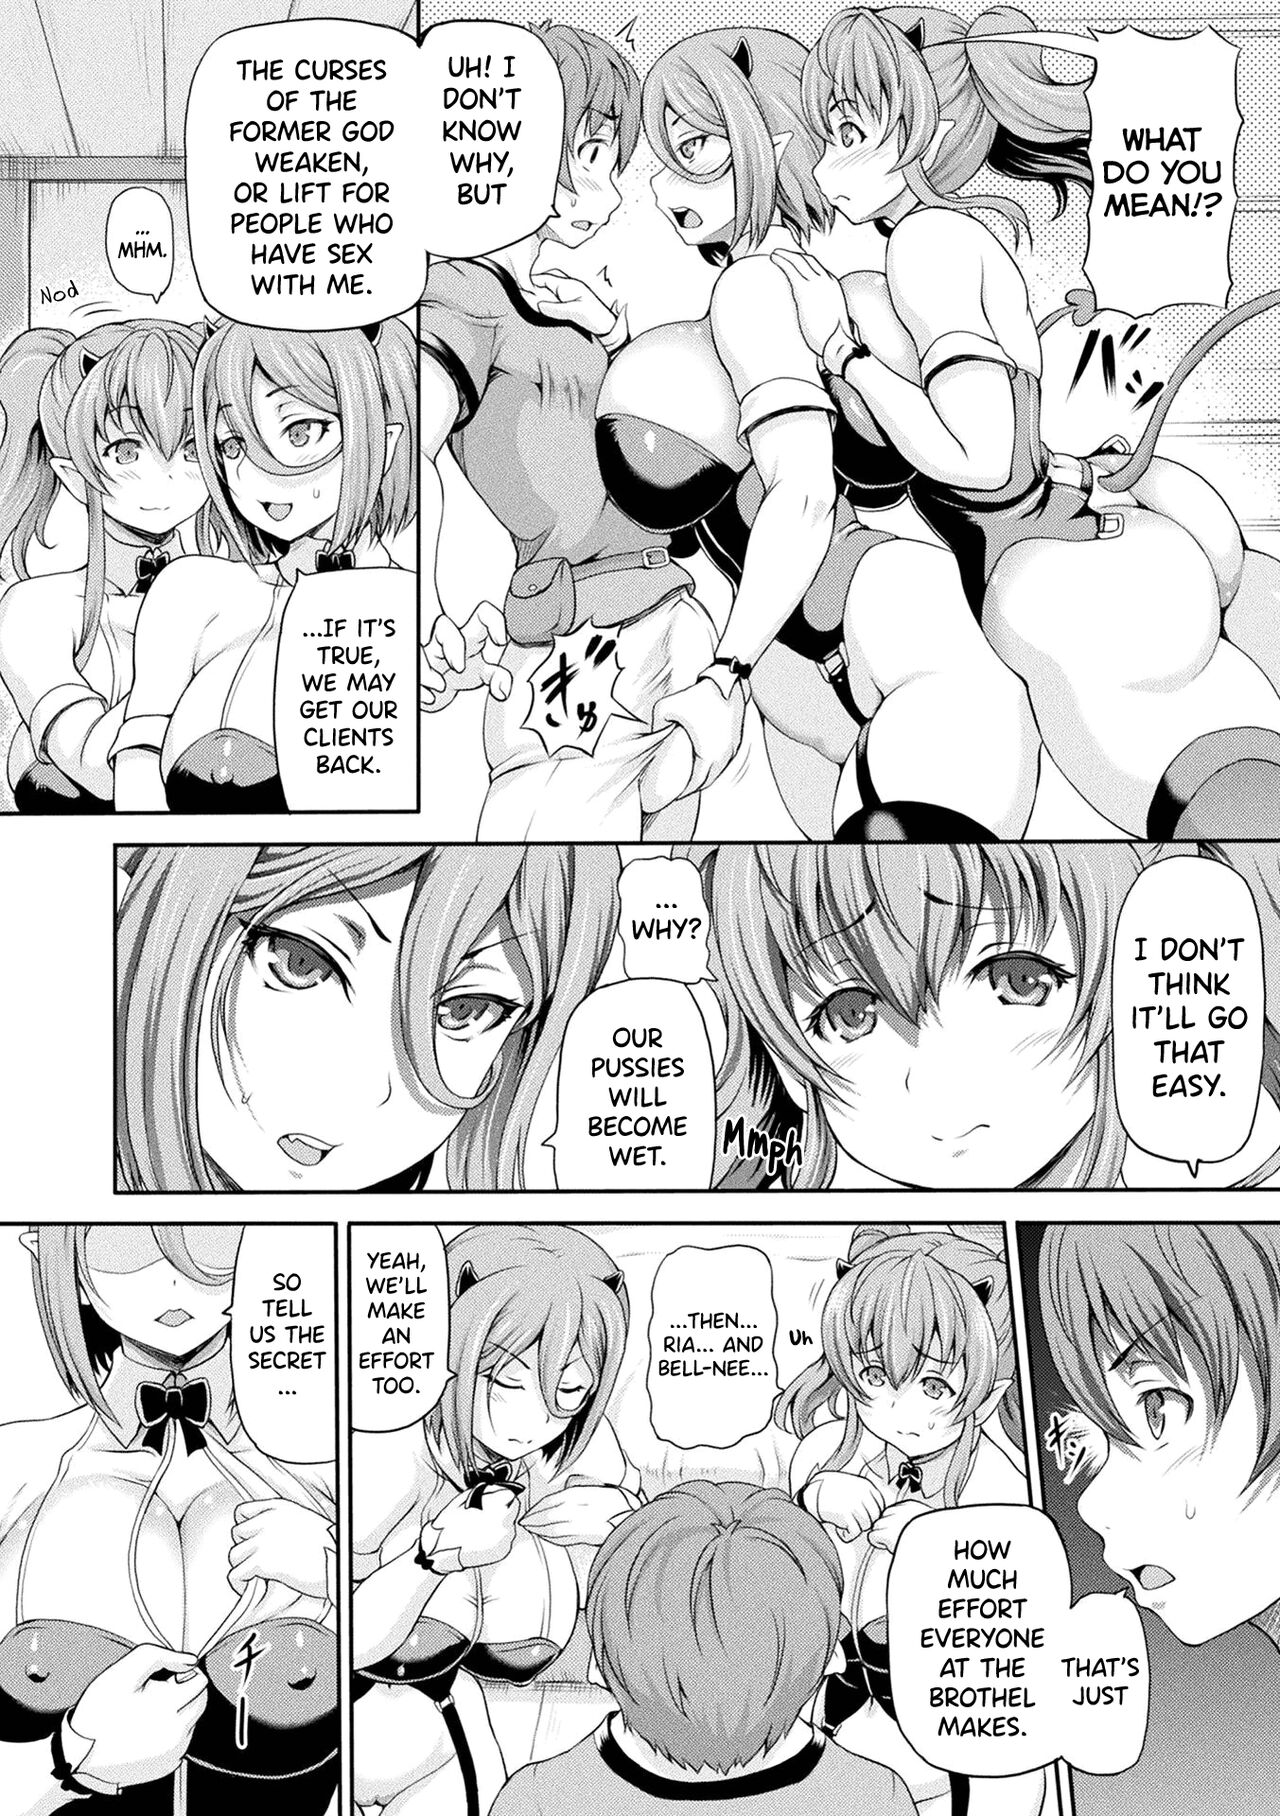 WHAT
DO YOU
MEAN!?
UH! I
DON'T
KNOW
WHY,
BUT
THE CURSES
OF THE
FORMER GOD
WEAKEN,
OR LIFT FOR
PEOPLE WHO
HAVE SEX
WITH ME.
...
MHM.
Nod
...IF IT'S
TRUE,
WE MAY
GET OUR
CLIENTS
BACK.
ぎゅ
I DON'T
THINK
IT'LL GO
THAT
EASY.
...
WHY?
OUR
PUSSIES
WILL
BECOME
WET.
Mmph
THAT'S
JUST
HOW
MUCH
EFFORT
EVERYONE
AT THE
BROTHEL
MAKES.
Uh
...THEN...
RIA... AND
BELL-NEE...
YEAH,
WE'LL
MAKE
AN
EFFORT
TOO.
SO
TELL
US THE
SECRET
...